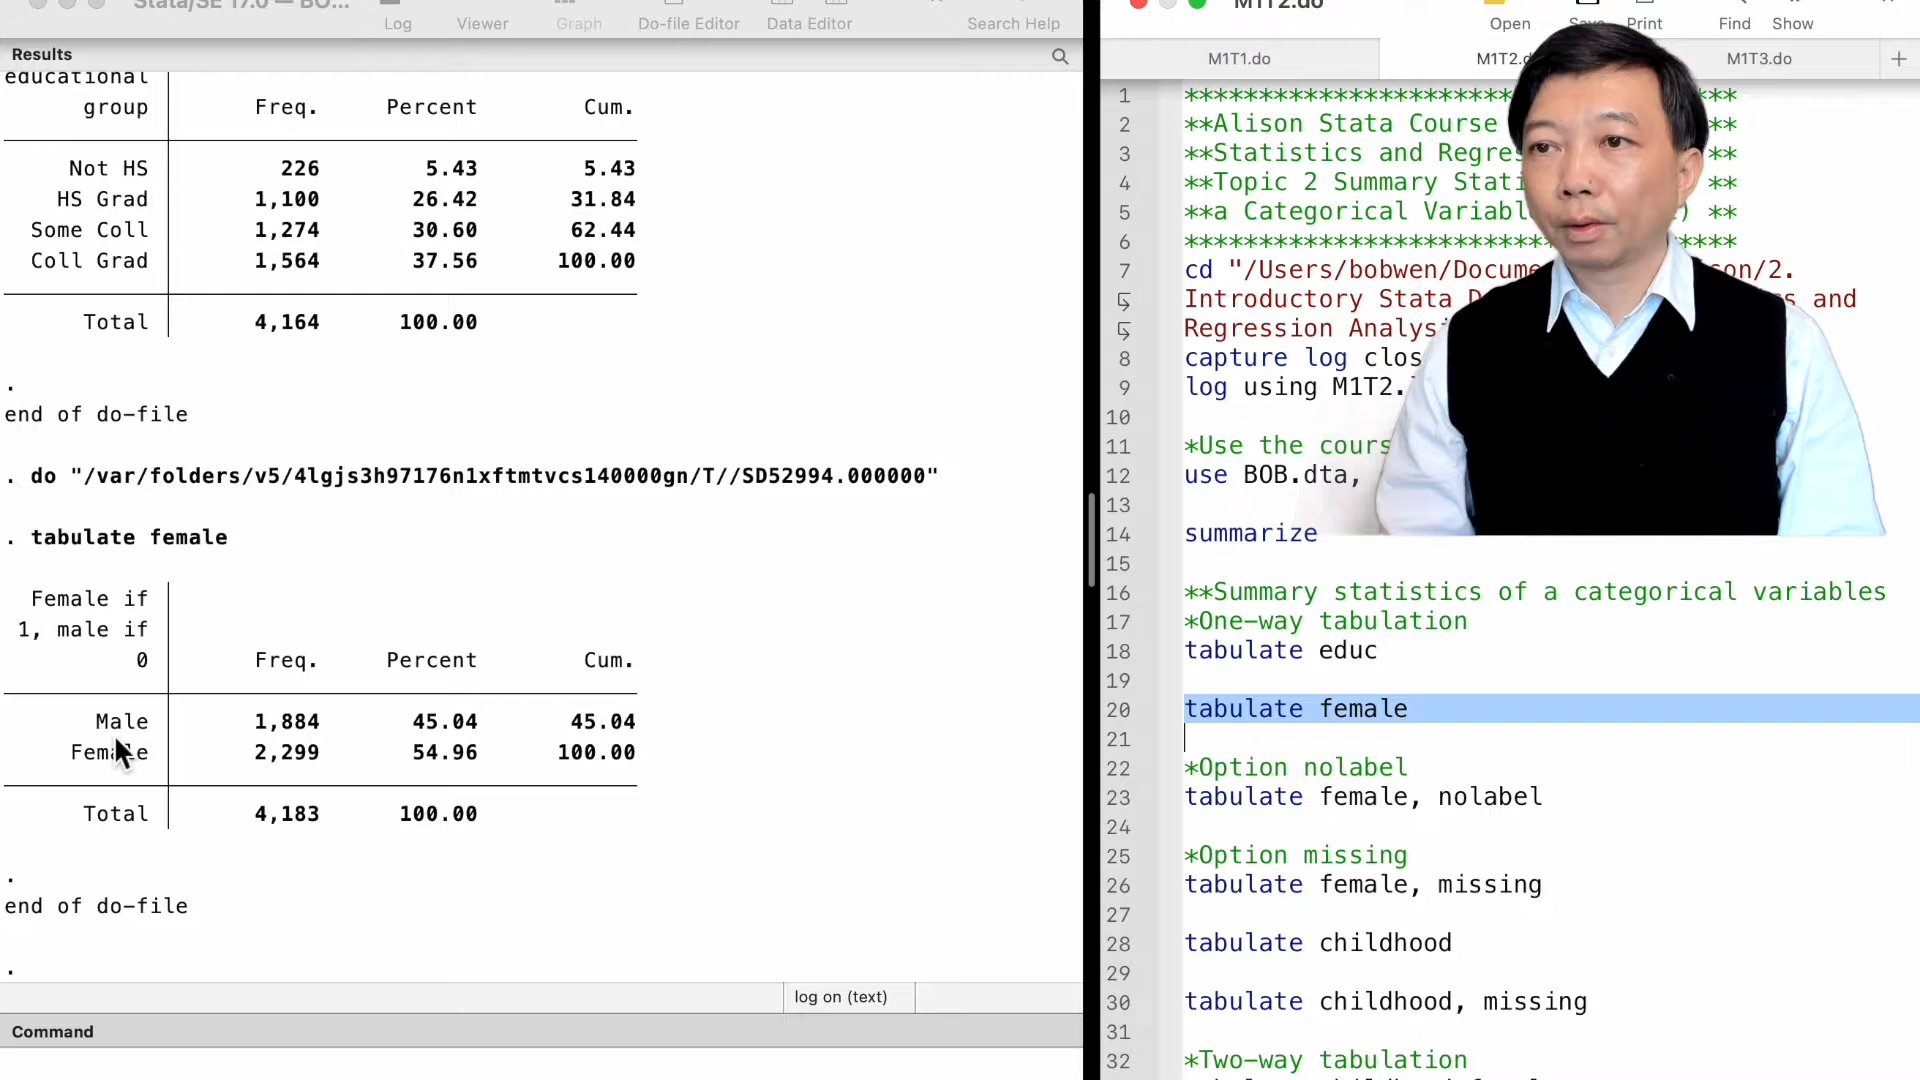 Stata/SE 17.0 — BO...
Log Viewer Graph Do-file Editor Data Editor Search Help
Results
educational
group Freq. Percent Cum.
Not HS 226 5.43 5.43
HS Grad 1,100 26.42 31.84
Some Coll 1,274 30.60 62.44
Coll Grad 1,564 37.56 100.00
Total 4,164 100.00
.
end of do-file
. do "/var/folders/v5/4lgjs3h97176n1xftmtvcs140000gn/T//SD52994.000000"
. tabulate female
Female if
1, male if
0 Freq. Percent Cum.
Male 1,884 45.04 45.04
Female 2,299 54.96 100.00
Total 4,183 100.00
.
end of do-file
.
log on (text)
Command
M1T2.do
Open Save Print Find Show
M1T1.do M1T2.do M1T3.do +
1 ************************* ***
2 **Alison Stata Course **
3 **Statistics and Regres **
4 **Topic 2 Summary Stati **
5 **a Categorical Variabl ) **
6 ************************* ****
7 cd "/Users/bobwen/Docume son/2.
Introductory Stata s and
Regression Analys
8 capture log clos
9 log using M1T2.
10
11 *Use the cours
12 use BOB.dta,
13
14 summarize
15
16 **Summary statistics of a categorical variables
17 *One-way tabulation
18 tabulate educ
19
20 tabulate female
21
22 *Option nolabel
23 tabulate female, nolabel
24
25 *Option missing
26 tabulate female, missing
27
28 tabulate childhood
29
30 tabulate childhood, missing
31
32 *Two-way tabulation